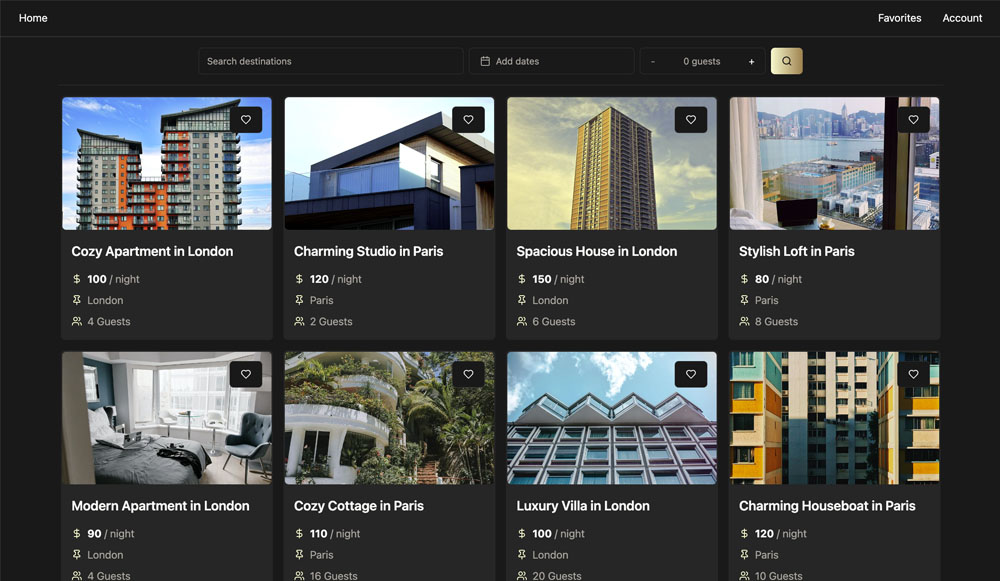 Home Favorites Account
Search destinations Add dates - 0 guests +
Cozy Apartment in London
$ 100 / night
London
4 Guests
Charming Studio in Paris
$ 120 / night
Paris
2 Guests
Spacious House in London
$ 150 / night
London
6 Guests
Stylish Loft in Paris
$ 80 / night
Paris
8 Guests
Modern Apartment in London
$ 90 / night
London
4 Guests
Cozy Cottage in Paris
$ 110 / night
Paris
16 Guests
Luxury Villa in London
$ 100 / night
London
20 Guests
Charming Houseboat in Paris
$ 120 / night
Paris
10 Guests